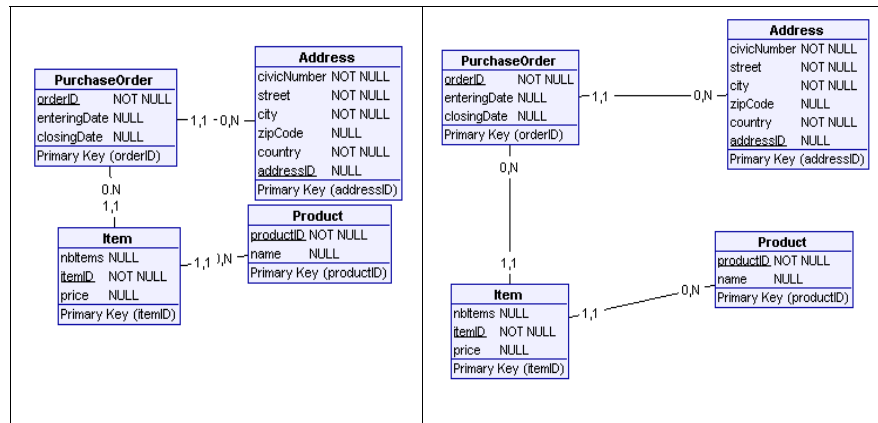 PurchaseOrder
orderID NOT NULL
enteringDate NULL
closingDate NULL
Primary Key (orderID)
1,1 0,N
Address
civicNumber NOT NULL
street NOT NULL
city NOT NULL
zipCode NULL
country NOT NULL
addressID NULL
Primary Key (addressID)
0,N
1,1
Item
nbItems NULL
itemID NOT NULL
price NULL
Primary Key (itemID)
1,1 ),N
Product
productID NOT NULL
name NULL
Primary Key (productID)
PurchaseOrder
orderID NOT NULL
enteringDate NULL
closingDate NULL
Primary Key (orderID)
1,1 0,N
Address
civicNumber NOT NULL
street NOT NULL
city NOT NULL
zipCode NULL
country NOT NULL
addressID NULL
Primary Key (addressID)
0,N
1,1
Item
nbItems NULL
itemID NOT NULL
price NULL
Primary Key (itemID)
1,1 0,N
Product
productID NOT NULL
name NULL
Primary Key (productID)